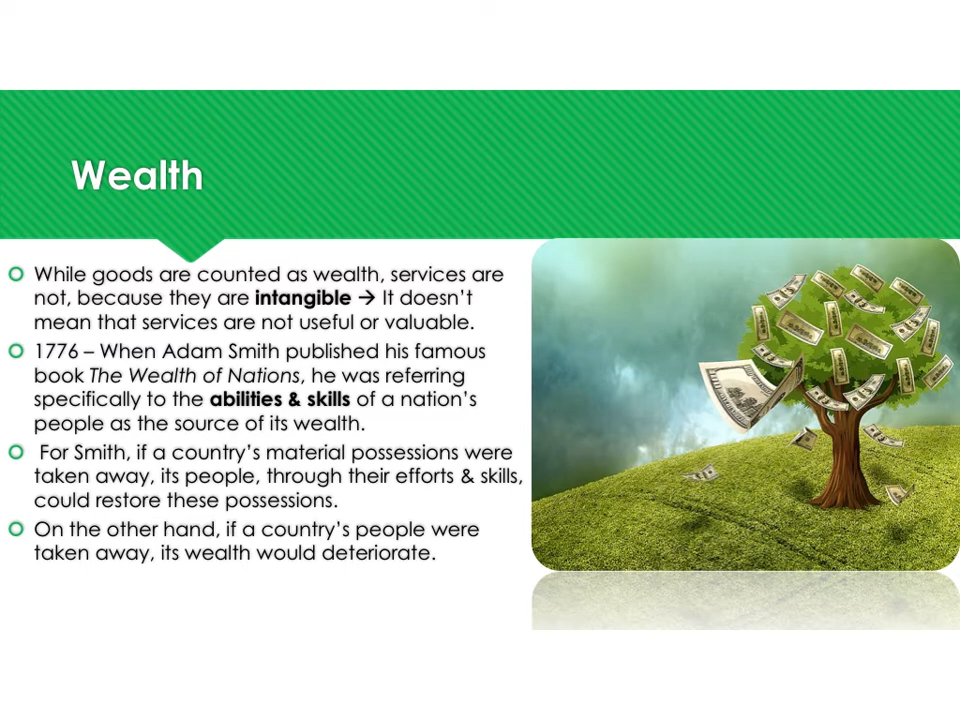 Wealth
While goods are counted as wealth, services are
not, because they are intangible → It doesn't
mean that services are not useful or valuable.
1776 – When Adam Smith published his famous
book The Wealth of Nations, he was referring
specifically to the abilities & skills of a nation's
people as the source of its wealth.
For Smith, if a country's material possessions were
taken away, its people, through their efforts & skills,
could restore these possessions.
On the other hand, if a country's people were
taken away, its wealth would deteriorate.